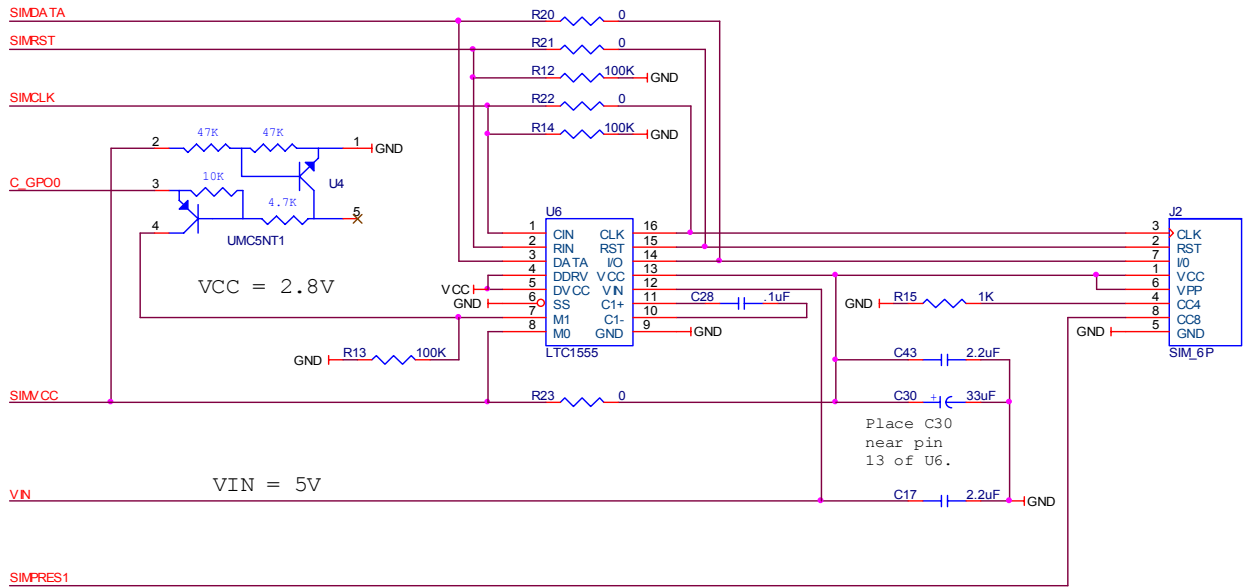 SIMDATA
R20 0
SIMRST
R21 0
R12 100K GND
SIMCLK
R22 0
R14 100K GND
2 47K 47K 1 GND
C_GPO0
3 10K U4
4 4.7K 5
UMC5NT1
VCC = 2.8V
U6
1 CIN CLK 16
2 RIN RST 15
3 DATA I/O 14
4 DDRV VCC 13
VCC 5 DVCC VIN 12
GND 6 SS C1+ 11
7 M1 C1- 10
8 M0 GND 9 GND
LTC1555
C28 .1uF
J2
3 CLK
2 RST
7 I/0
1 VCC
6 VPP
GND R15 1K 4 CC4
8 CC8
GND 5 GND
SIM_6P
GND R13 100K
C43 2.2uF
SIMVCC
R23 0
C30 + 33uF
Place C30
near pin
13 of U6.
VIN = 5V
VIN
C17 2.2uF GND
SIMPRES1